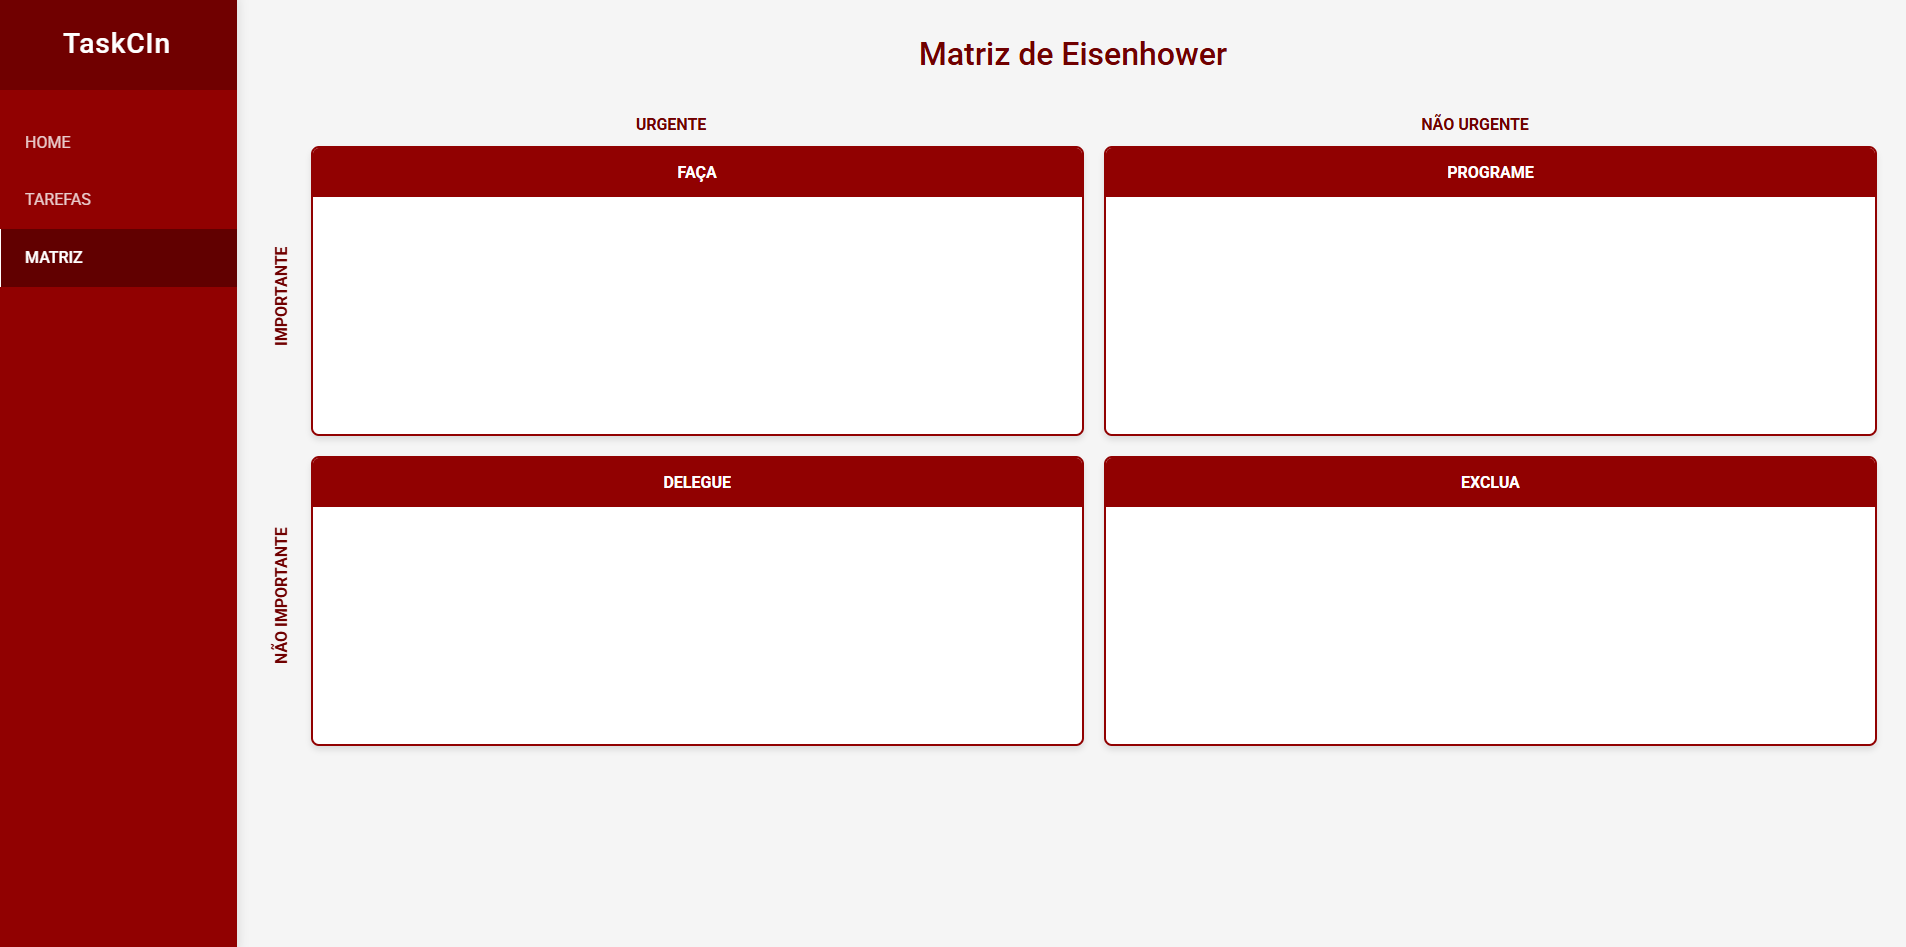 TaskCIn
HOME
TAREFAS
MATRIZ
Matriz de Eisenhower
URGENTE
NÃO URGENTE
IMPORTANTE
FAÇA
PROGRAME
NÃO IMPORTANTE
DELEGUE
EXCLUA